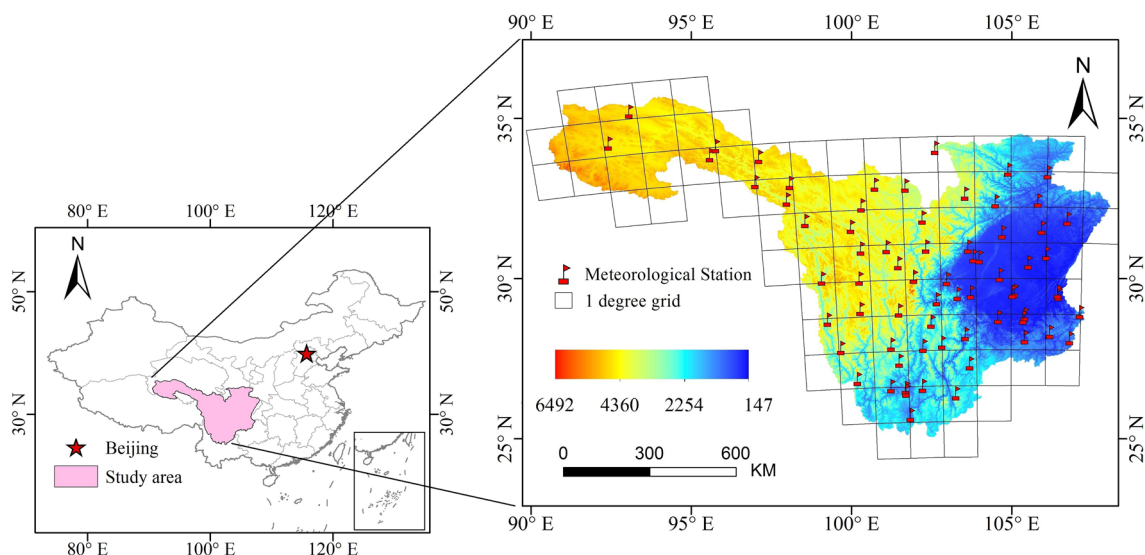 90° E 95° E 100° E 105° E
N
35° N
35° N
30° N
30° N
25° N
25° N
Meteorological Station
1 degree grid
6492 4360 2254 147
0 300 600
KM
90° E 95° E 100° E 105° E
80° E 100° E 120° E
N
50° N
50° N
30° N
30° N
Beijing
Study area
80° E 100° E 120° E